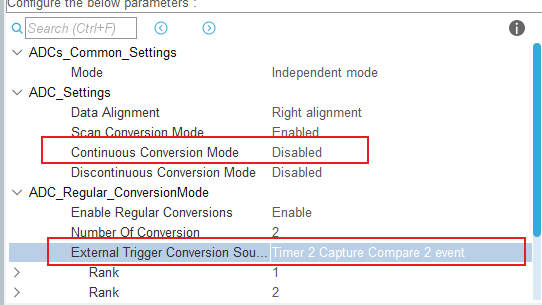 Configure the below parameters :
Search (Ctrl+F)
ADCs_Common_Settings
Mode Independent mode
ADC_Settings
Data Alignment Right alignment
Scan Conversion Mode Enabled
Continuous Conversion Mode Disabled
Discontinuous Conversion Mode Disabled
ADC_Regular_ConversionMode
Enable Regular Conversions Enable
Number Of Conversion 2
External Trigger Conversion Sou... Timer 2 Capture Compare 2 event
Rank 1
Rank 2